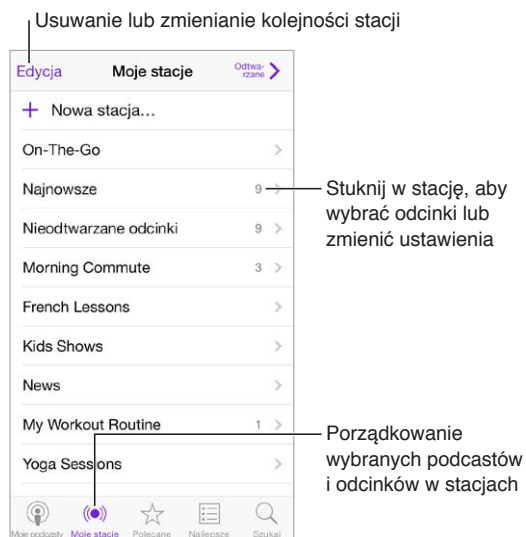 Usuwanie lub zmienianie kolejności stacji
Edycja
Moje stacje
Odtwa-
rzane
Nowa stacja...
On-The-Go
Najnowsze 9
Nieodtwarzane odcinki 9
Morning Commute 3
French Lessons
Kids Shows
News
My Workout Routine 1
Yoga Sessions
Moje podcasty Moje stacje Polecane Najlepsze Szukaj
Stuknij w stację, aby
wybrać odcinki lub
zmienić ustawienia
Porządkowanie
wybranych podcastów
i odcinków w stacjach